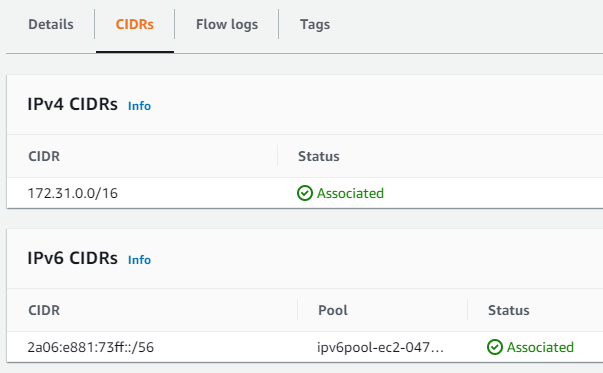 Details CIDRs Flow logs Tags
IPv4 CIDRs Info
CIDR Status
172.31.0.0/16 Associated
IPv6 CIDRs Info
CIDR Pool Status
2a06:e881:73ff::/56 ipv6pool-ec2-047... Associated